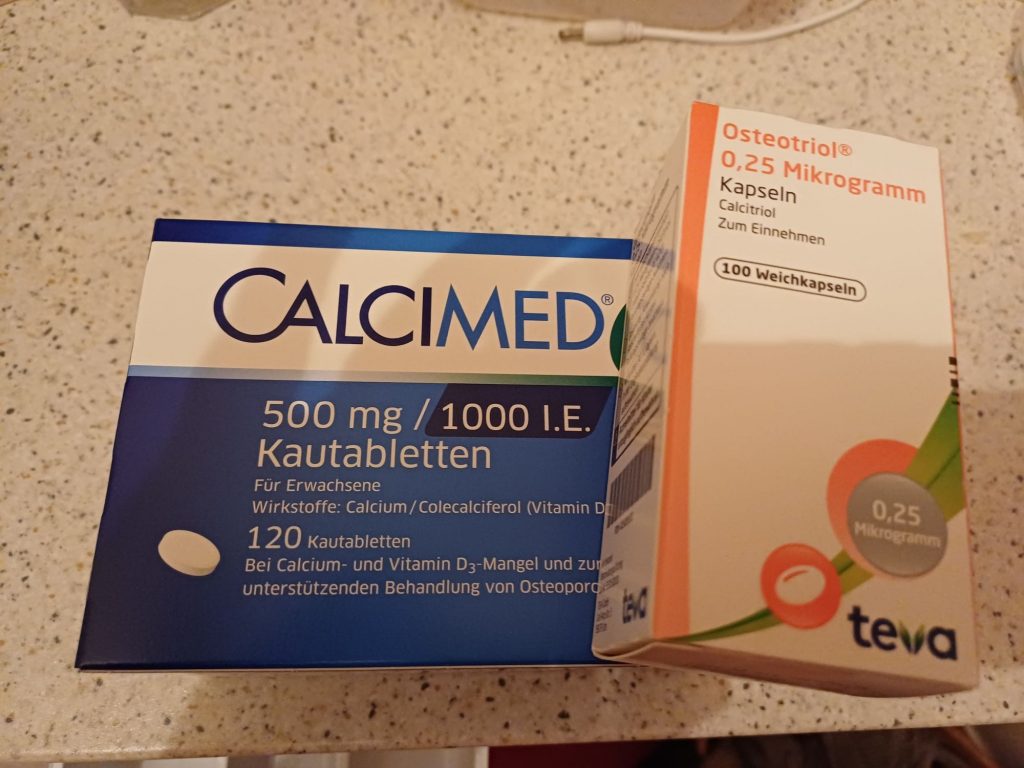 CALCIMED®
500 mg / 1000 I.E.
Kautabletten
Für Erwachsene
Wirkstoffe: Calcium/Colecalciferol (Vitamin D
120 Kautabletten
Bei Calcium- und Vitamin D₃-Mangel und zur
unterstützenden Behandlung von Osteoporo
Osteotriol®
0,25 Mikrogramm
Kapseln
Calcitriol
Zum Einnehmen
100 Weichkapseln
0,25
Mikrogramm
teva
teva